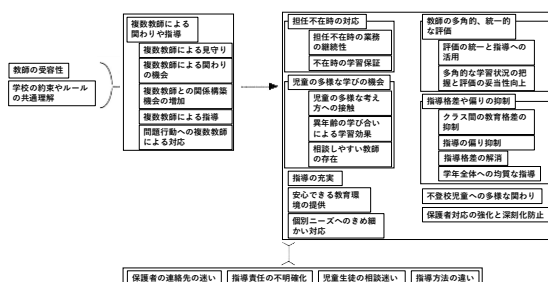 教師の受容性
学校の約束やルール
の共通理解
複数教師による
関わりや指導
複数教師による見守り
複数教師による関わり
の機会
複数教師との関係構築
機会の増加
複数教師による指導
問題行動への複数教師
による対応
担任不在時の対応
担任不在時の業務
の継続性
不在時の学習保証
児童の多様な学びの機会
児童の多様な考え
方への接触
異年齢の学び合い
による学習効果
相談しやすい教師
の存在
指導の充実
安心できる教育環
境の提供
個別ニーズへのきめ細
かい対応
教師の多角的、統一的
な評価
評価の統一と指導への
活用
多角的な学習状況の把
握と評価の妥当性向上
指導格差や偏りの抑制
クラス間の教育格差の
抑制
指導の偏り抑制
指導格差の解消
学年全体への均質な指導
不登校児童への多様な関わり
保護者対応の強化と深刻化防止
保護者の連絡先の迷い
指導責任の不明確化
児童生徒の相談迷い
指導方法の違い